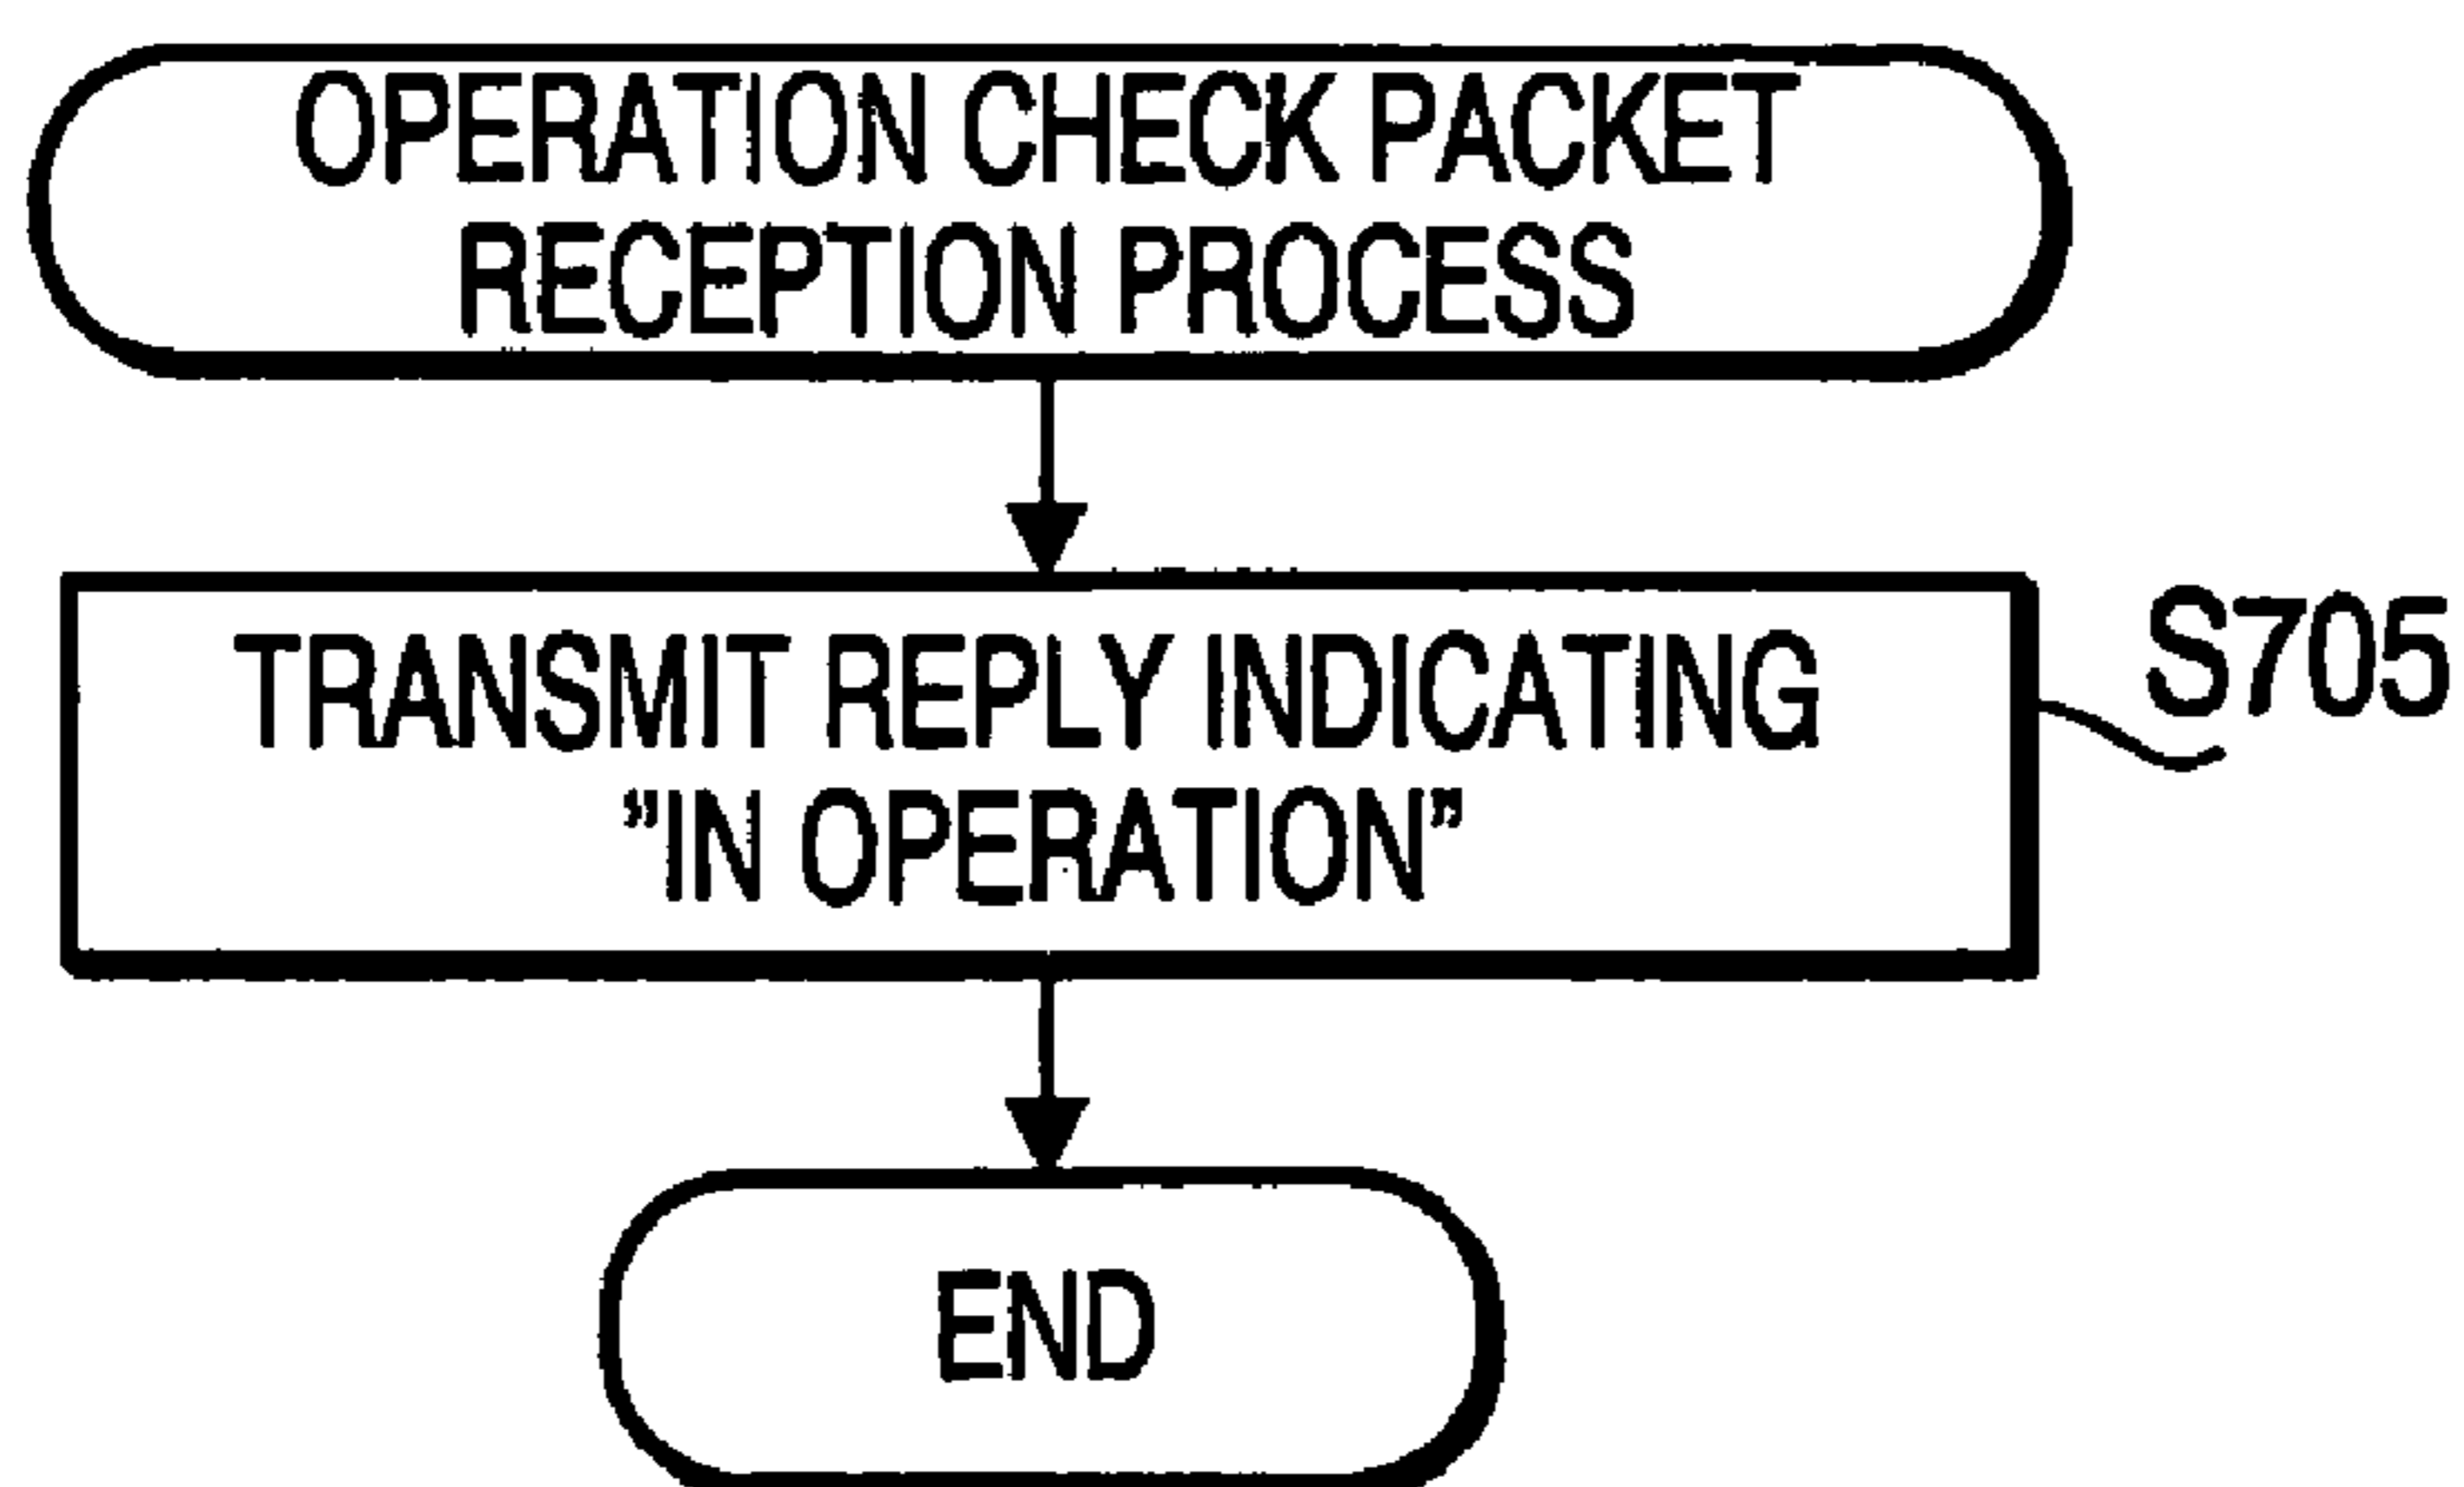 OPERATION CHECK PACKET
RECEPTION PROCESS
TRANSMIT REPLY INDICATING
"IN OPERATION"
S705
END